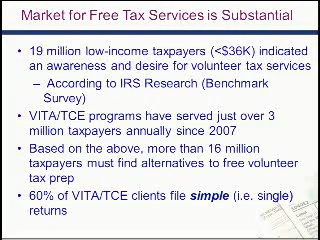 Market for Free Tax Services is Substantial
• 19 million low-income taxpayers (<$36K) indicated
an awareness and desire for volunteer tax services
– According to IRS Research (Benchmark
Survey)
• VITA/TCE programs have served just over 3
million taxpayers annually since 2007
• Based on the above, more than 16 million
taxpayers must find alternatives to free volunteer
tax prep
• 60% of VITA/TCE clients file simple (i.e. single)
returns